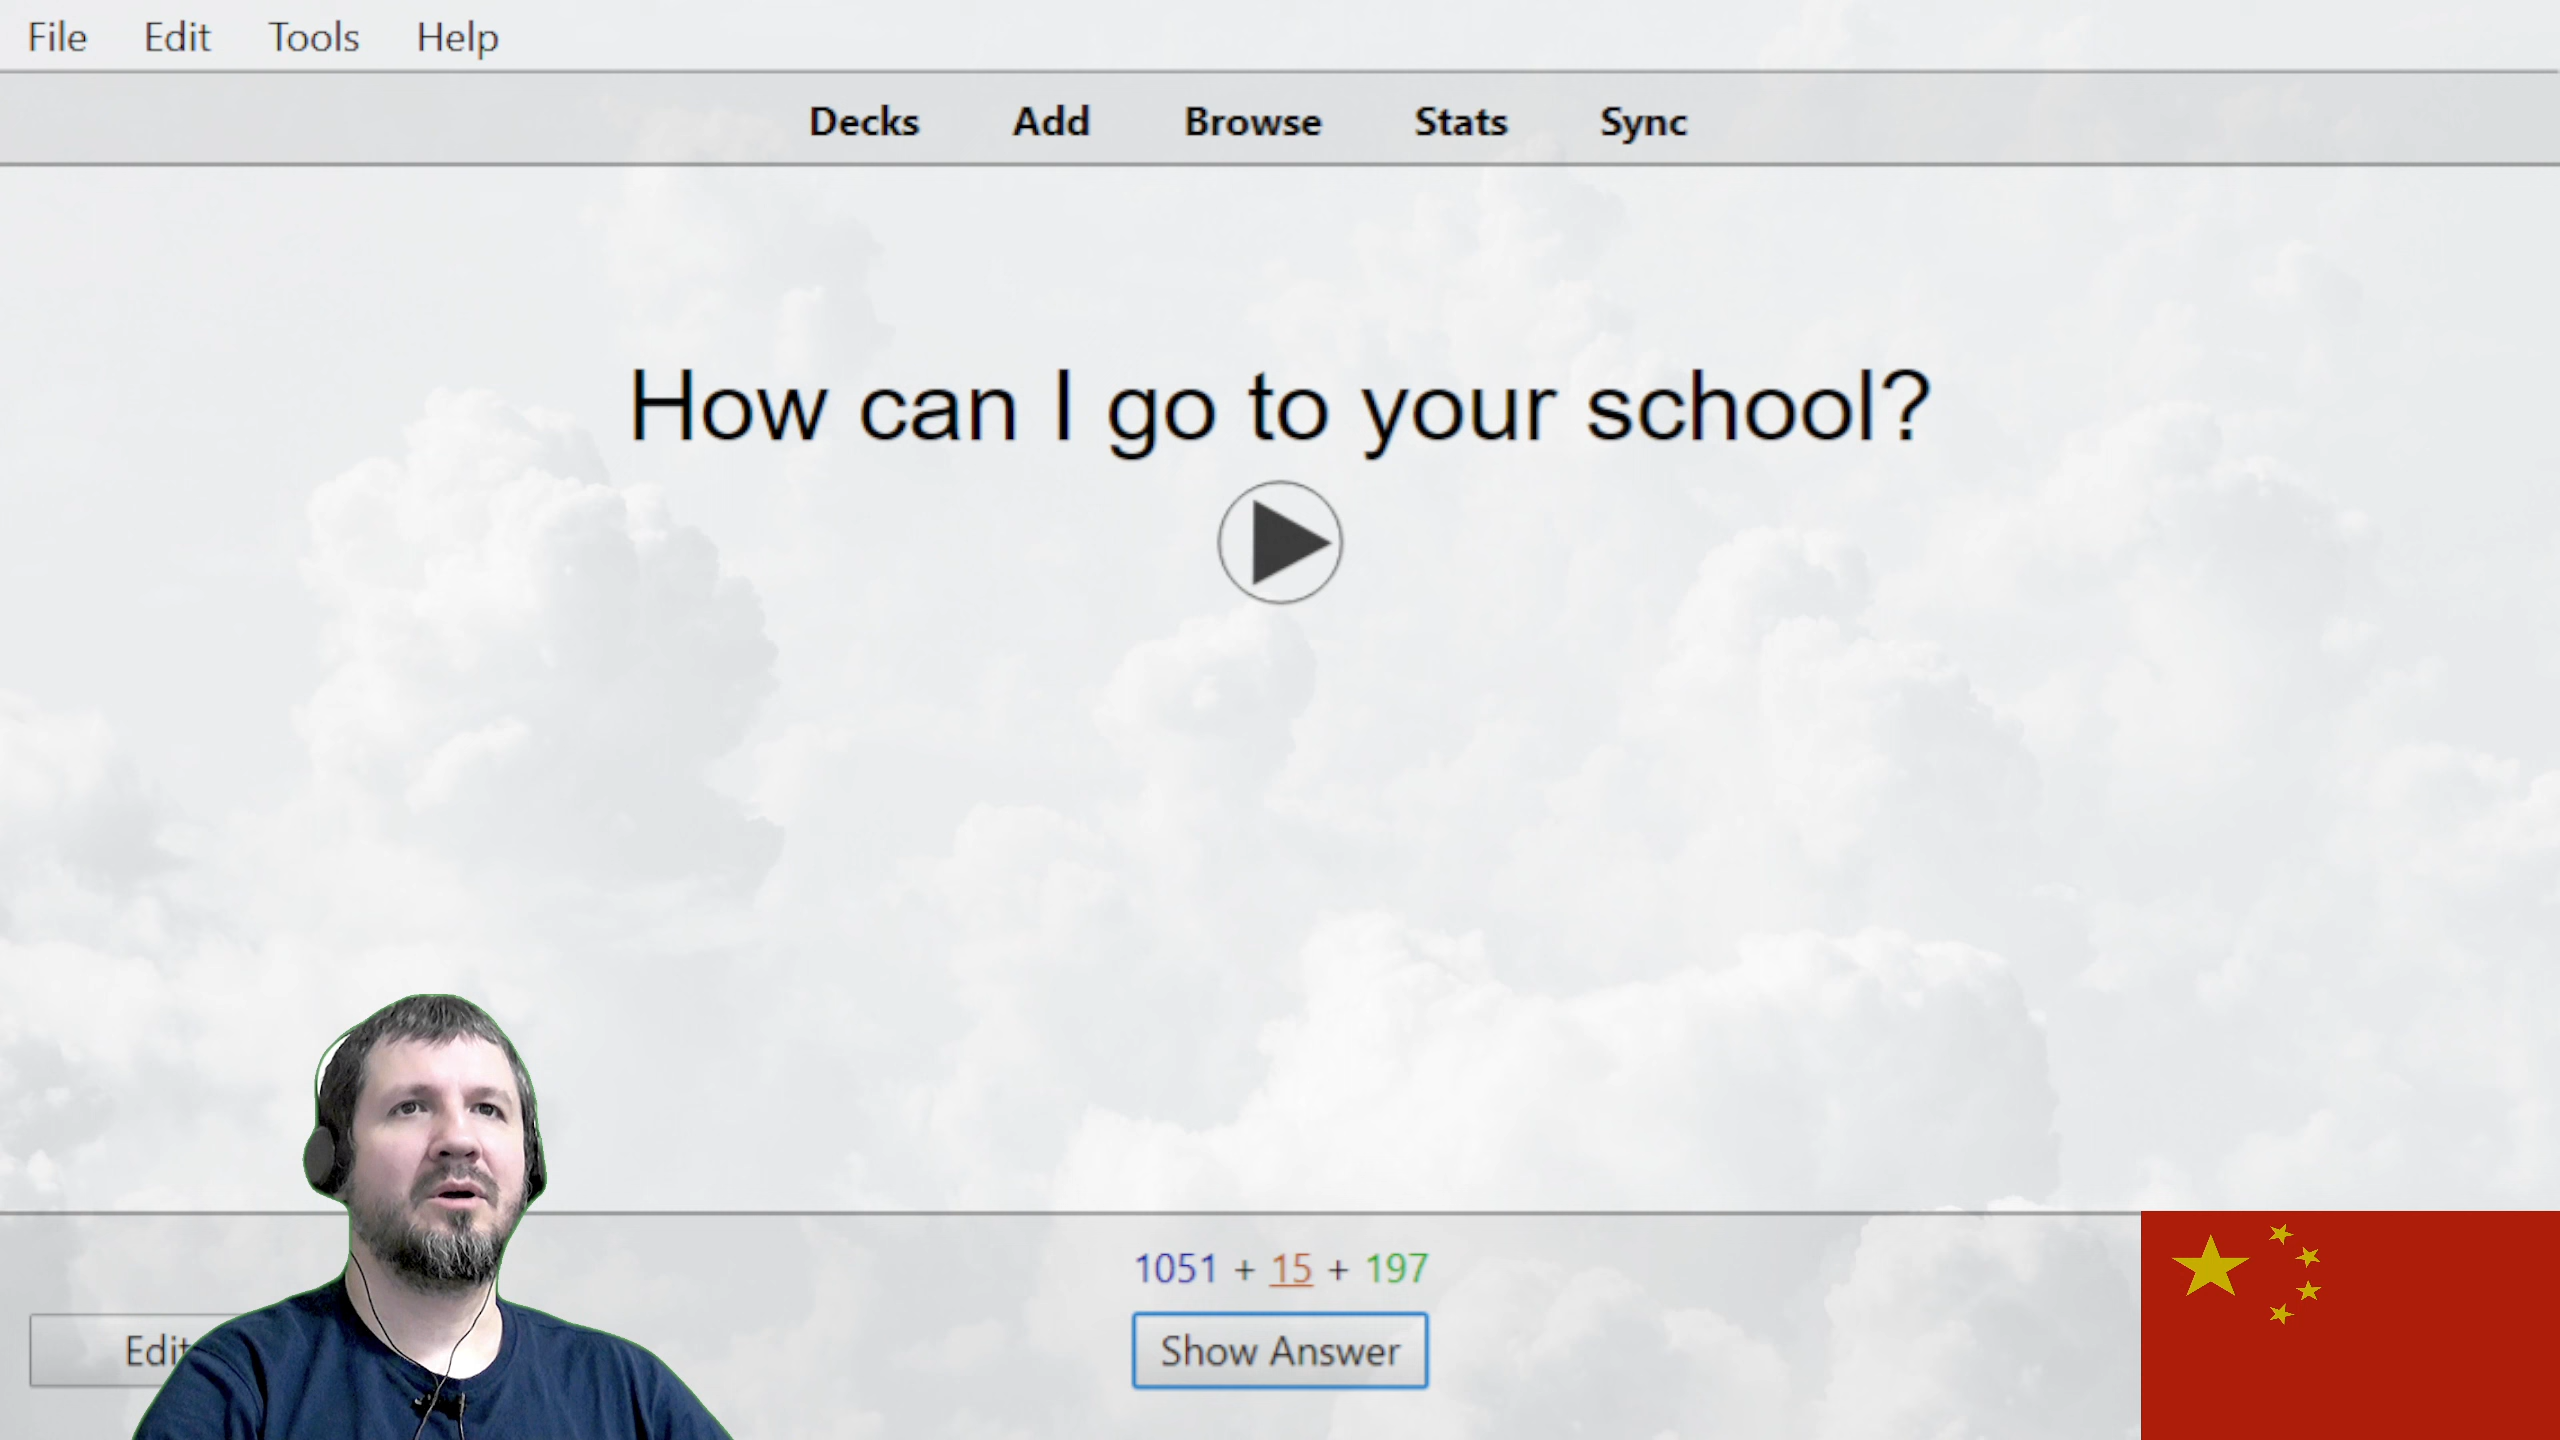 File Edit Tools Help
Decks Add Browse Stats Sync
How can I go to your school?
1051 + 15 + 197
Edit
Show Answer